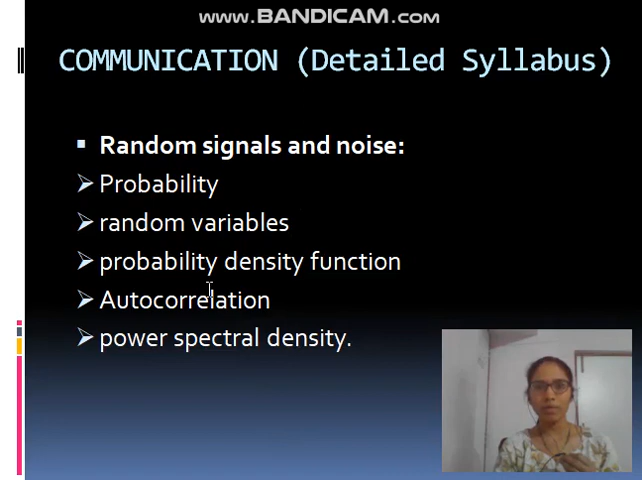 www.BANDICAM.com
COMMUNICATION (Detailed Syllabus)
Random signals and noise:
Probability
random variables
probability density function
Autocorrelation
power spectral density.